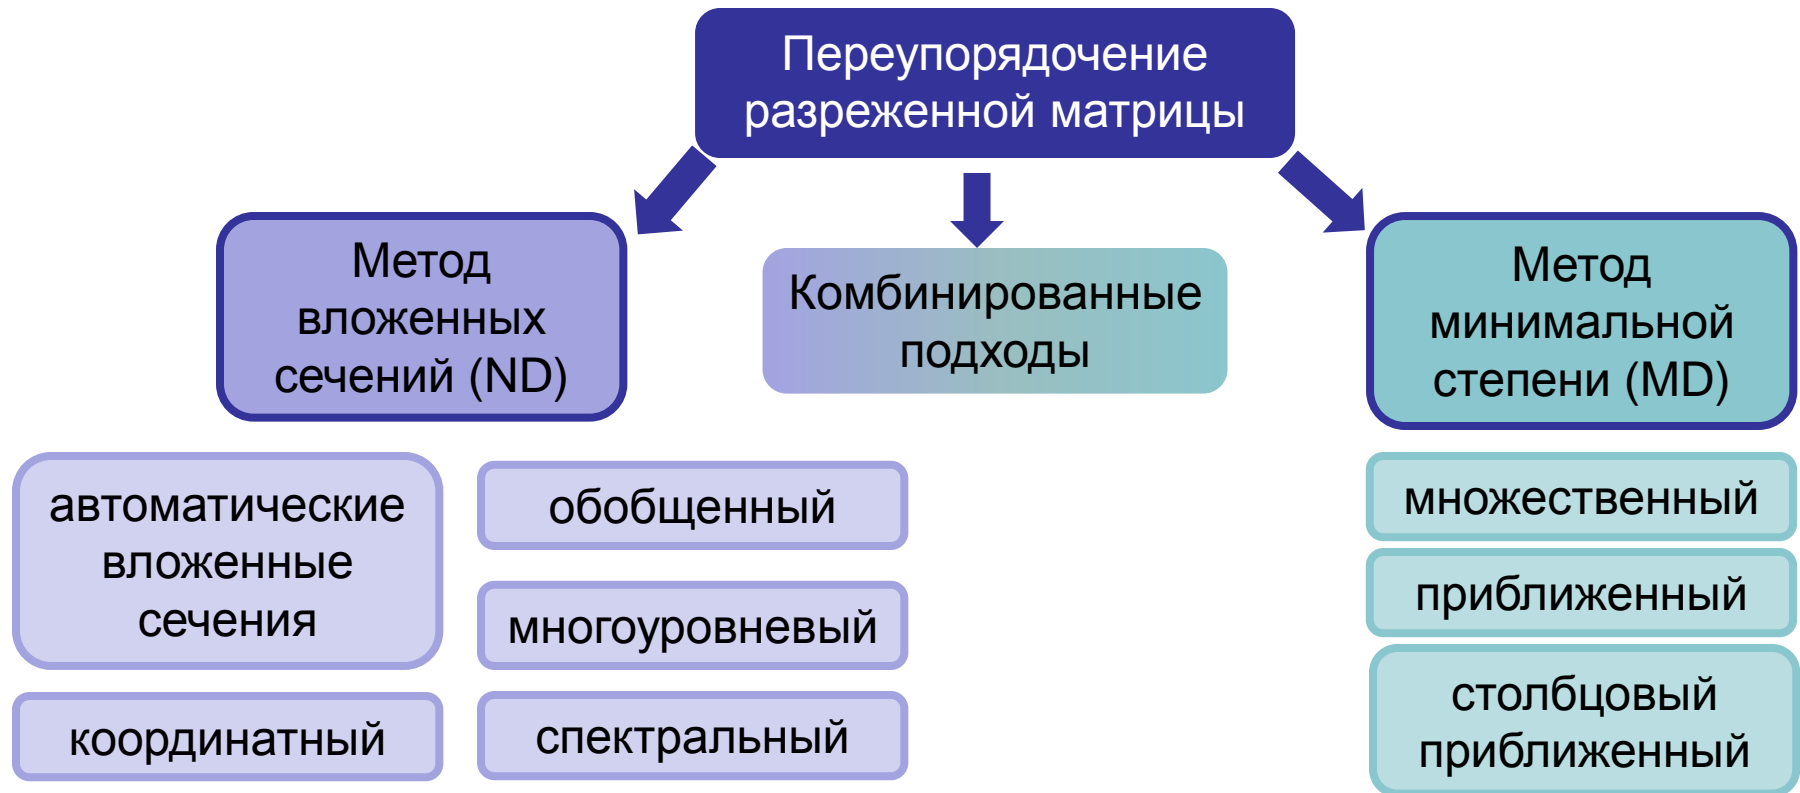 Переупорядочение
разреженной матрицы
Метод
вложенных
сечений (ND)
Комбинированные
подходы
Метод
минимальной
степени (MD)
автоматические
вложенные
сечения
координатный
обобщенный
многоуровневый
спектральный
множественный
приближенный
столбцовый
приближенный